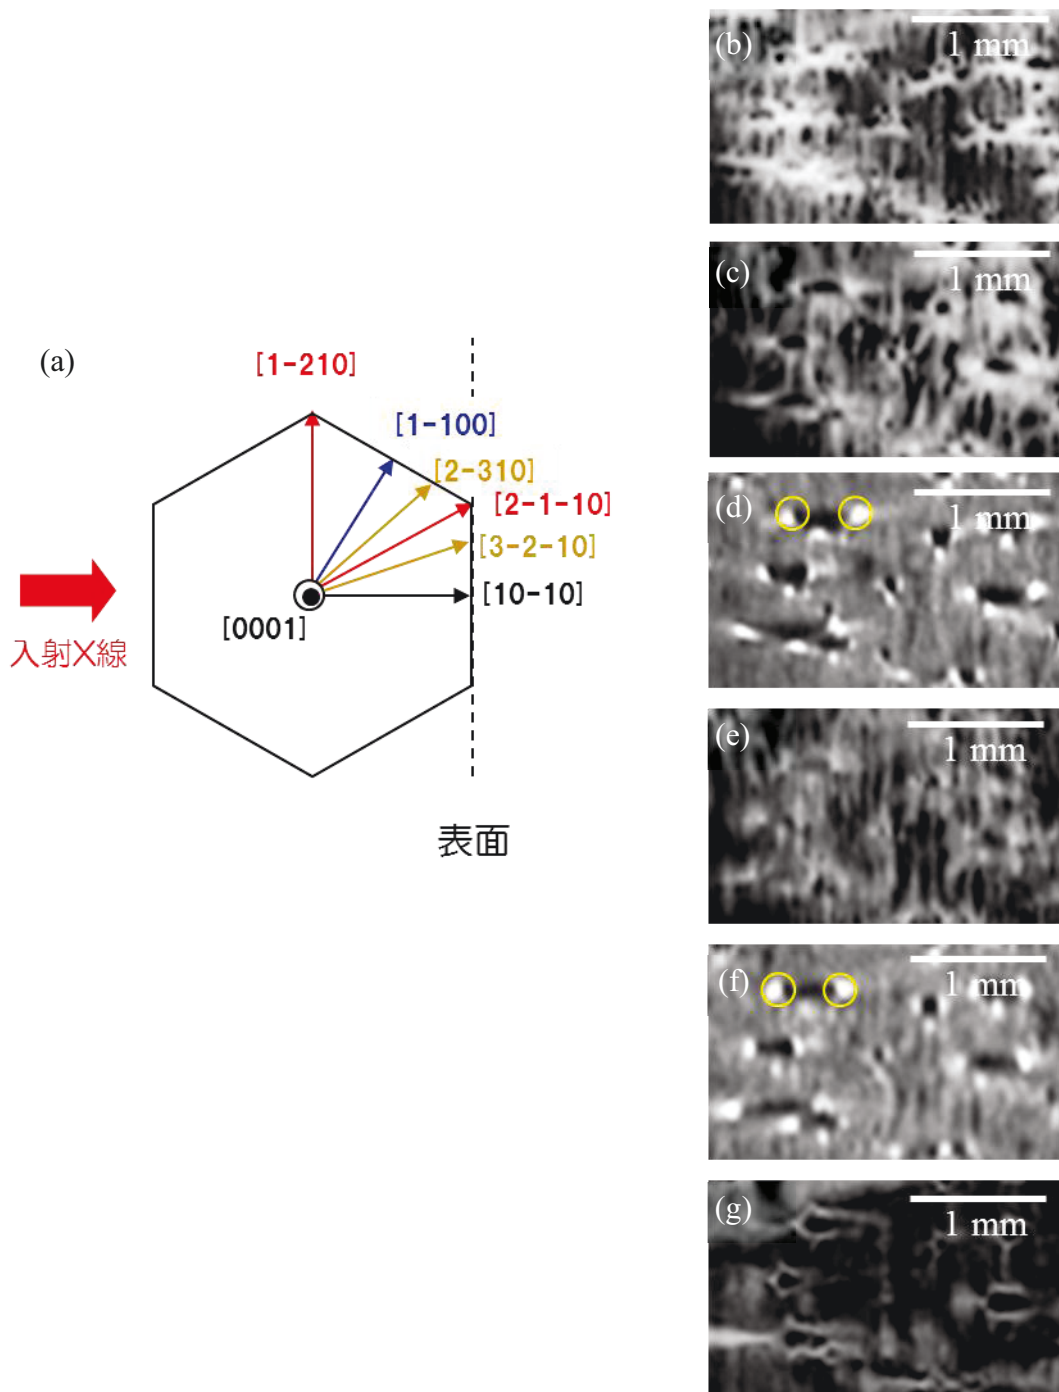 (a)
[1-210]
[1-100]
[2-310]
[2-1-10]
[3-2-10]
[10-10]
[0001]
入射X線
表面
(b)
1 mm
(c)
1 mm
(d)
1 mm
(e)
1 mm
(f)
1 mm
(g)
1 mm